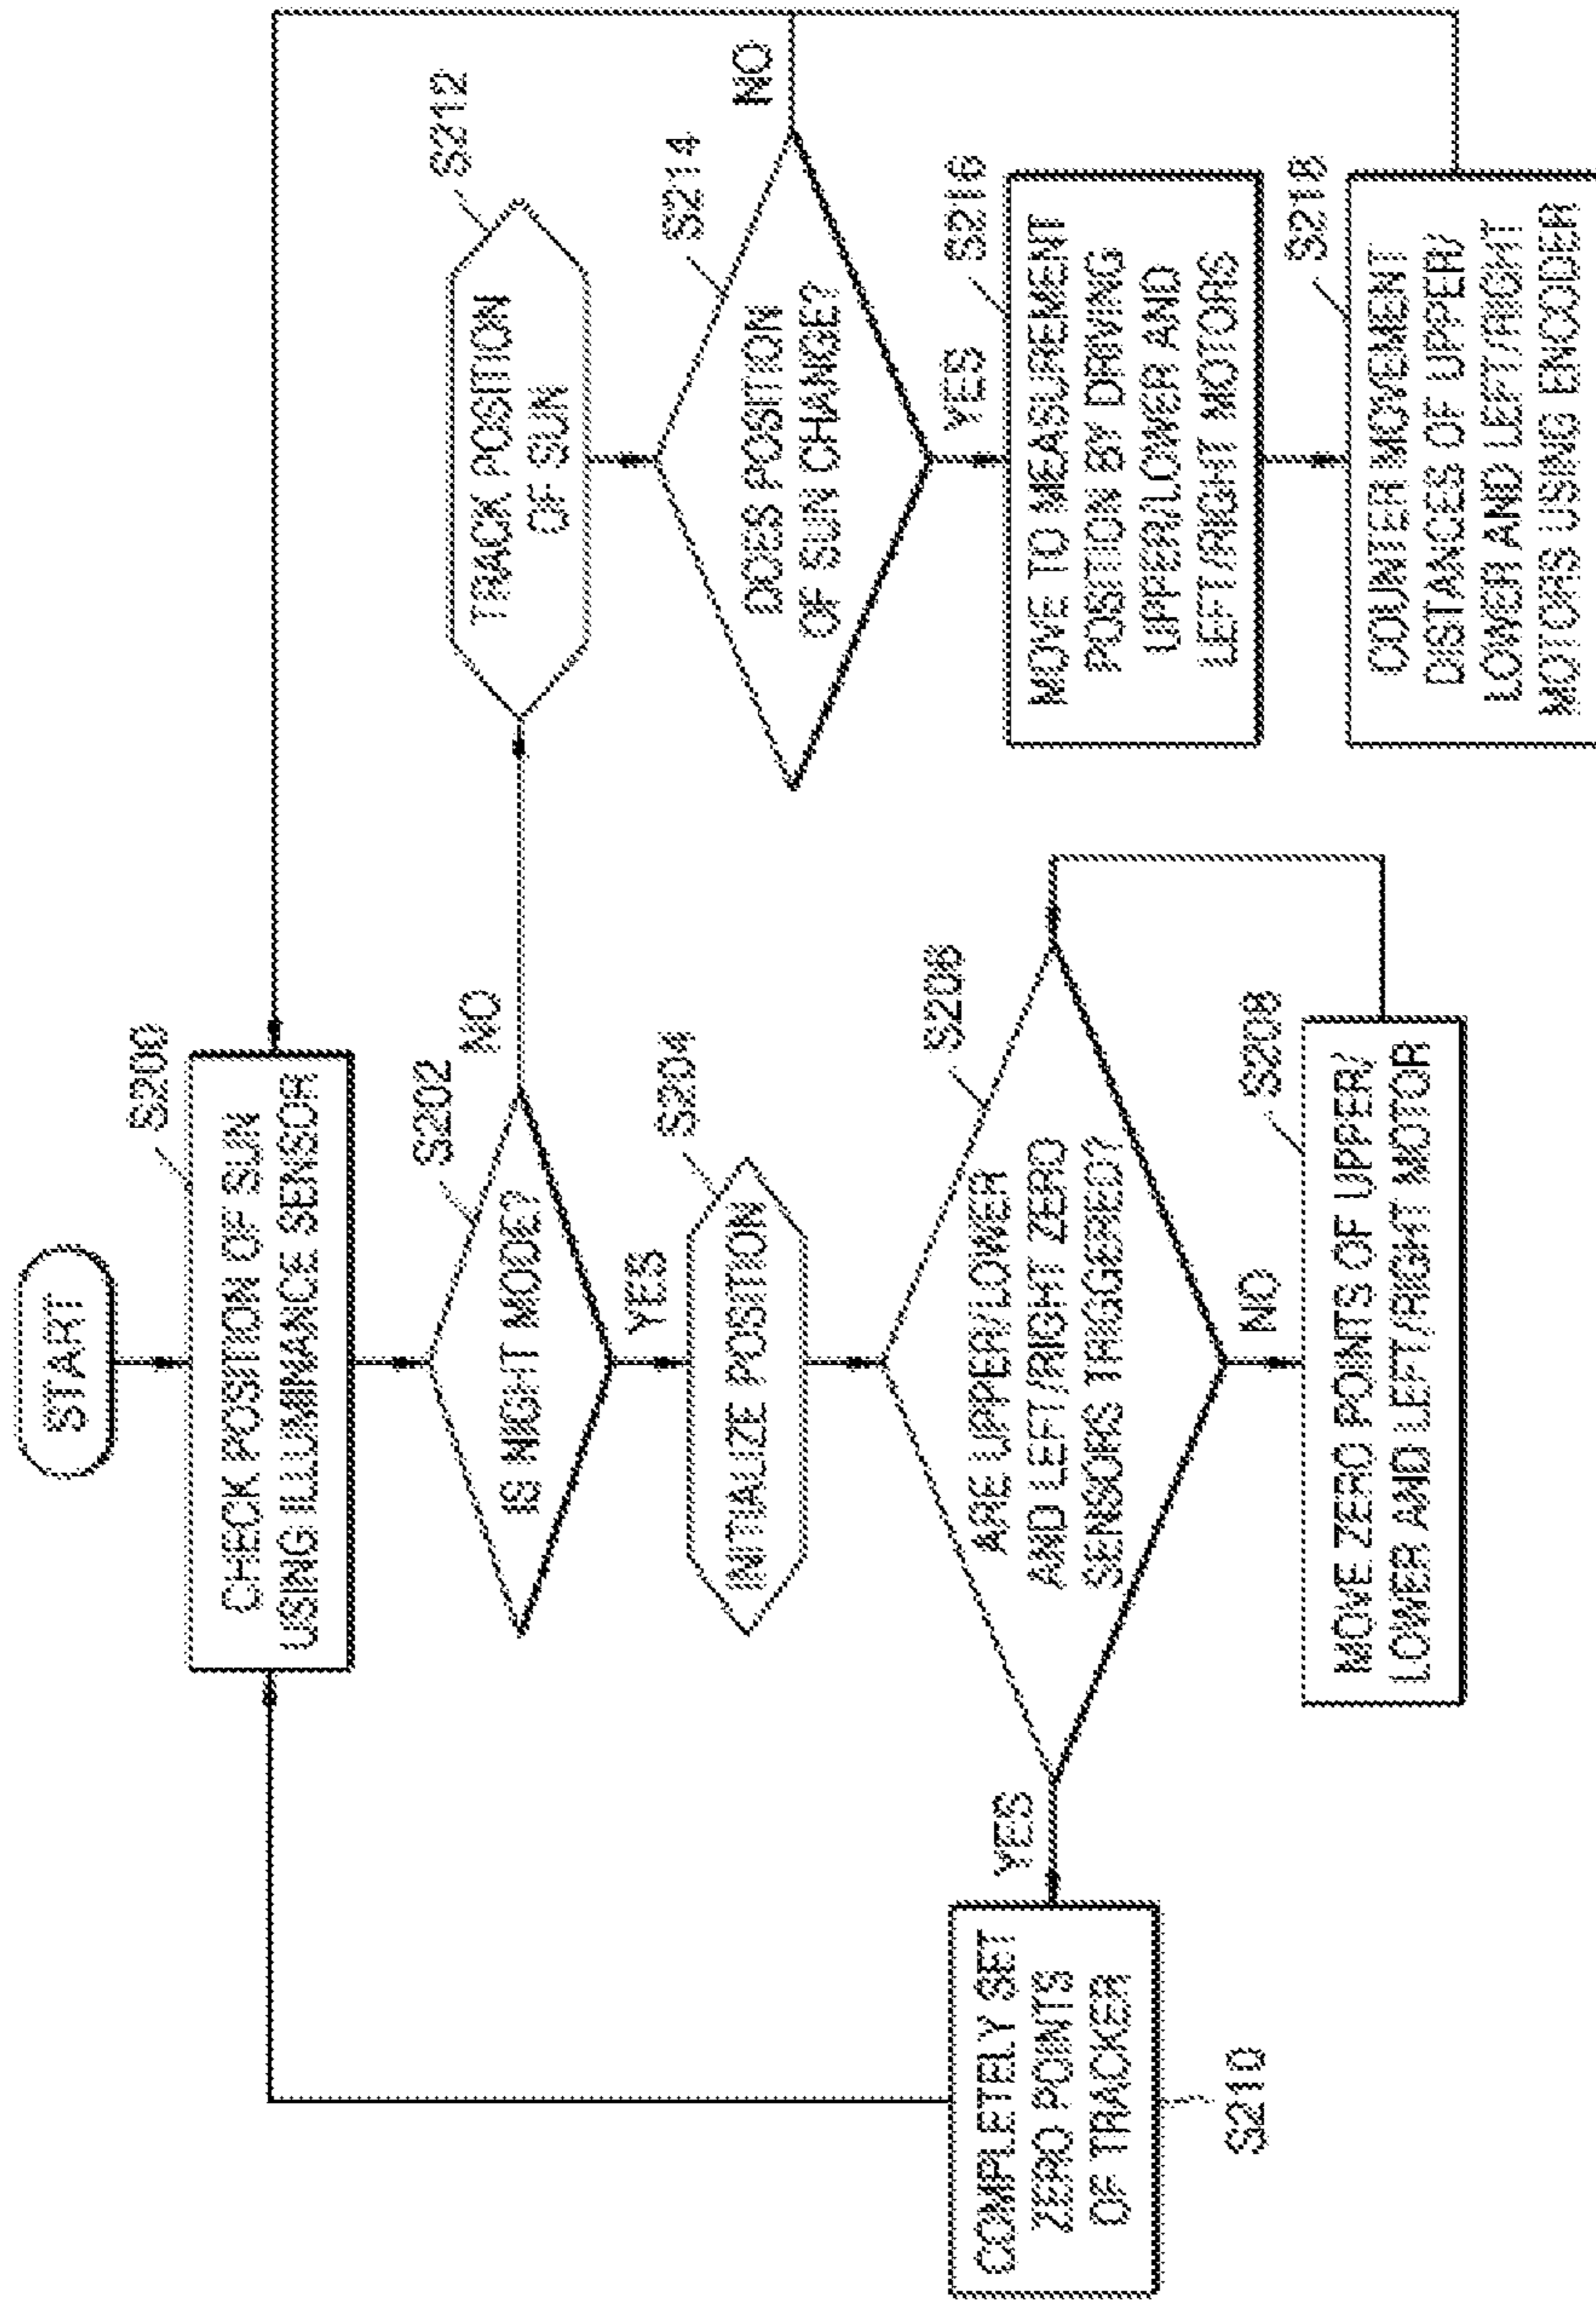 START
S200
CHECK POSITION OF SUN
USING ILLUMINANCE SENSOR
S202
IS NIGHT MODE?
NO
YES
S204
INITIALIZE POSITION
S206
ARE UPPER/LOWER
AND LEFT/RIGHT ZERO
SENSORS TRIGGERED?
YES
NO
S208
MOVE ZERO POINTS OF UPPER/
LOWER AND LEFT/RIGHT MOTOR
COMPLETELY SET
ZERO POINTS
OF TRACKER
S210
S212
TRACK POSITION
OF SUN
S214
DOES POSITION
OF SUN CHANGE?
NO
YES
S216
MOVE TO MEASUREMENT
POSITION BY DRIVING
UPPER/LOWER AND
LEFT/RIGHT MOTORS
S218
COUNTER MOVEMENT
DISTANCES OF UPPER/
LOWER AND LEFT/RIGHT
MOTORS USING ENCODER